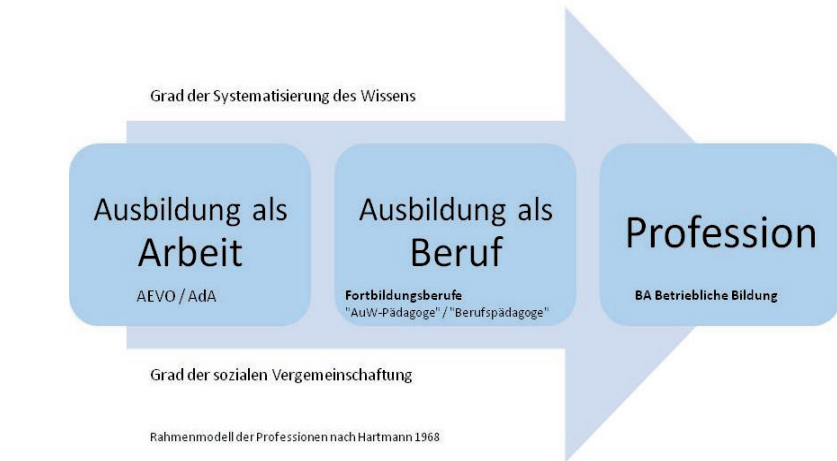 Grad der Systematisierung des Wissens
Ausbildung als
Arbeit
AEVO / AdA
Ausbildung als
Beruf
Fortbildungsberufe
"AuW-Pädagoge" / "Berufspädagoge"
Profession
BA Betriebliche Bildung
Grad der sozialen Vergemeinschaftung
Rahmenmodell der Professionen nach Hartmann 1968